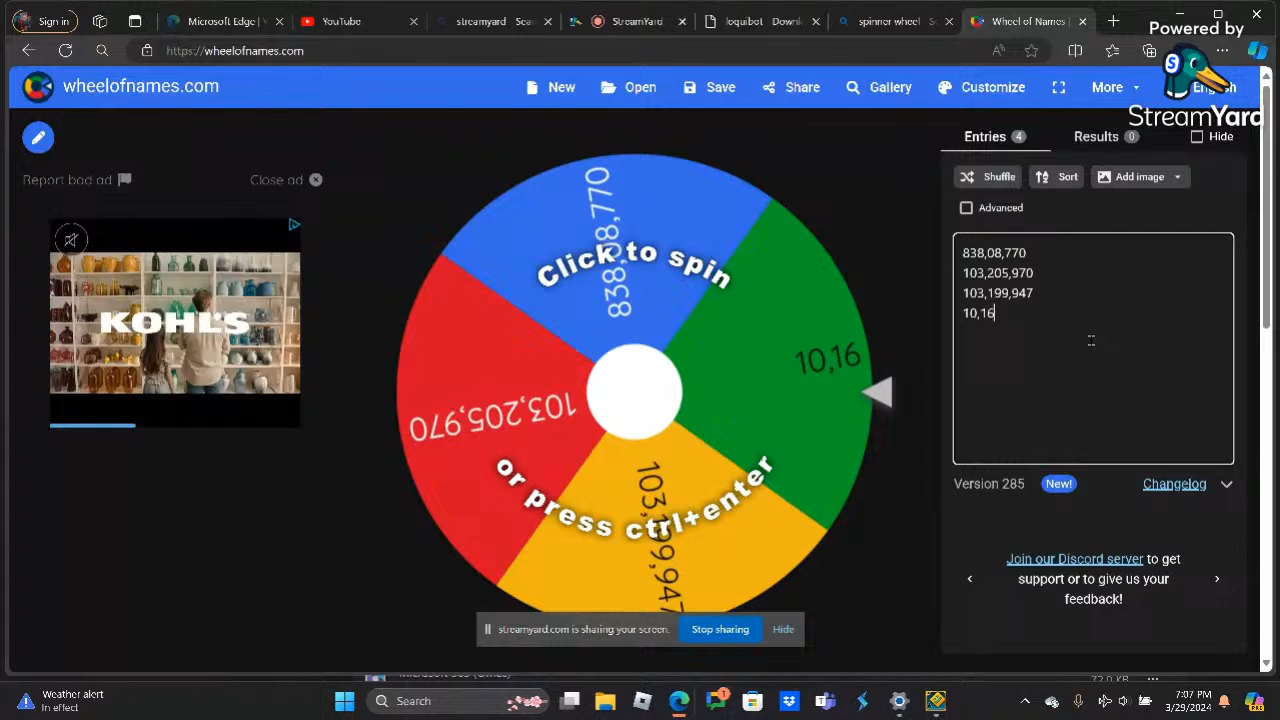 Sign in
Microsoft Edge |
YouTube
streamyard
StreamYard
loquibot
spinner wheel
Wheel of Names |
https://wheelofnames.com
Powered by
StreamYard
wheelofnames.com
New
Open
Save
Share
Gallery
Customize
More
English
Report bad ad
Close ad
KOHL'S
838,08,770
10,16
103,199,947
103,205,970
Click to spin
or press ctrl+enter
Entries 4
Results 0
Hide
Shuffle
Sort
Add image
Advanced
838,08,770
103,205,970
103,199,947
10,16
Version 285
New!
Changelog
Join our Discord server to get
support or to give us your
feedback!
streamyard.com is sharing your screen.
Stop sharing
Hide
Weather alert
In effect
Search
1
7:07 PM
3/29/2024